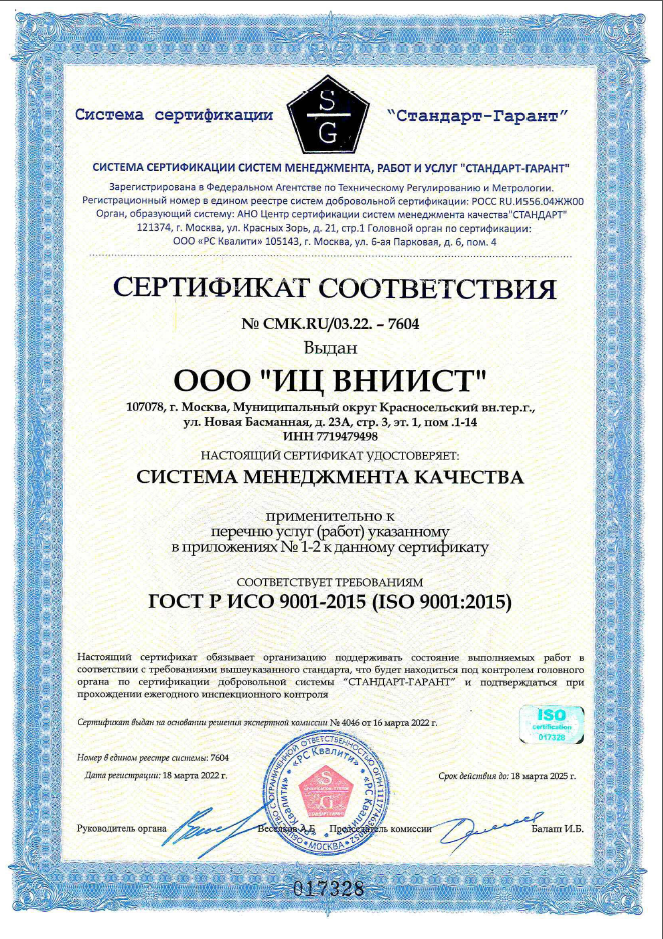 Система сертификации
S
G
"Стандарт-Гарант"
СИСТЕМА СЕРТИФИКАЦИИ СИСТЕМ МЕНЕДЖМЕНТА, РАБОТ И УСЛУГ "СТАНДАРТ-ГАРАНТ"
Зарегистрирована в Федеральном Агентстве по Техническому Регулированию и Метрологии.
Регистрационный номер в едином реестре систем добровольной сертификации: РОСС RU.И556.04ЖЖ00
Орган, образующий систему: АНО Центр сертификации систем менеджмента качества"СТАНДАРТ"
121374, г. Москва, ул. Красных Зорь, д. 21, стр.1 Головной орган по сертификации:
ООО «РС Квалити» 105143, г. Москва, ул. 6-ая Парковая, д. 6, пом. 4
СЕРТИФИКАТ СООТВЕТСТВИЯ
№ СМК.RU/03.22. – 7604
Выдан
ООО "ИЦ ВНИИСТ"
107078, г. Москва, Муниципальный округ Красносельский вн.тер.г.,
ул. Новая Басманная, д. 23А, стр. 3, эт. 1, пом .1-14
ИНН 7719479498
НАСТОЯЩИЙ СЕРТИФИКАТ УДОСТОВЕРЯЕТ:
СИСТЕМА МЕНЕДЖМЕНТА КАЧЕСТВА
применительно к
перечню услуг (работ) указанному
в приложениях № 1-2 к данному сертификату
СООТВЕТСТВУЕТ ТРЕБОВАНИЯМ
ГОСТ Р ИСО 9001-2015 (ISO 9001:2015)
Настоящий сертификат обязывает организацию поддерживать состояние выполняемых работ в
соответствии с требованиями вышеуказанного стандарта, что будет находиться под контролем головного
органа по сертификации добровольной системы "СТАНДАРТ-ГАРАНТ" и подтверждаться при
прохождении ежегодного инспекционного контроля
Сертификат выдан на основании решения экспертной комиссии № 4046 от 16 марта 2022 г.
ISO
certification
017328
Номер в едином реестре системы: 7604
Дата регистрации: 18 марта 2022 г.
Срок действия до: 18 марта 2025 г.
«РС Квалити»
S
G
СТАНДАРТ ГАРАНТ
МОСКВА
Руководитель органа
Веселков А.Б.
Председатель комиссии
Балаш И.Б.
017328